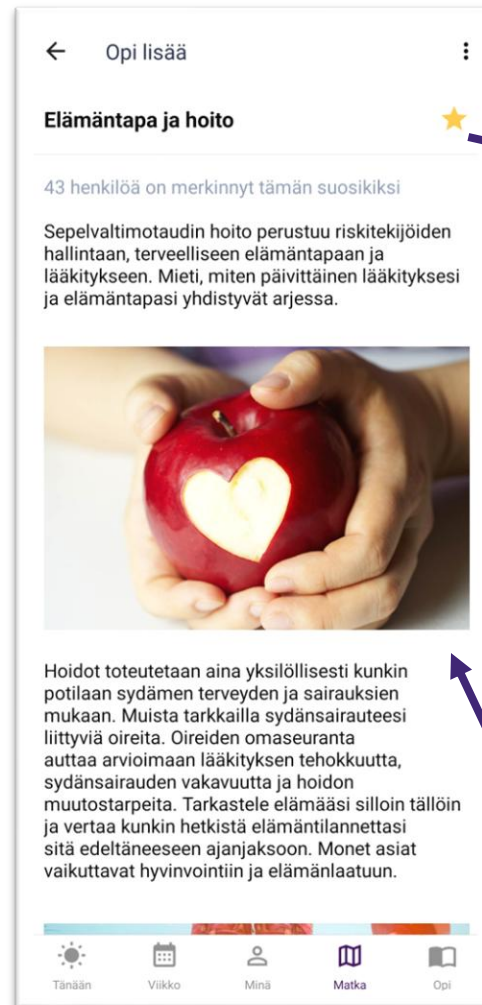 Opi lisää
Elämäntapa ja hoito
43 henkilöä on merkinnyt tämän suosikiksi
Sepelvaltimotaudin hoito perustuu riskitekijöiden
hallintaan, terveelliseen elämäntapaan ja
lääkitykseen. Mieti, miten päivittäinen lääkityksesi
ja elämäntapasi yhdistyvät arjessa.
Hoidot toteutetaan aina yksilöllisesti kunkin
potilaan sydämen terveyden ja sairauksien
mukaan. Muista tarkkailla sydänsairauteesi
liittyviä oireita. Oireiden omaseuranta
auttaa arvioimaan lääkityksen tehokkuutta,
sydänsairauden vakavuutta ja hoidon
muutostarpeita. Tarkastele elämääsi silloin tällöin
ja vertaa kunkin hetkistä elämäntilannettasi
sitä edeltäneeseen ajanjaksoon. Monet asiat
vaikuttavat hyvinvointiin ja elämänlaatuun.
Tänään Viikko Minä Matka Opi